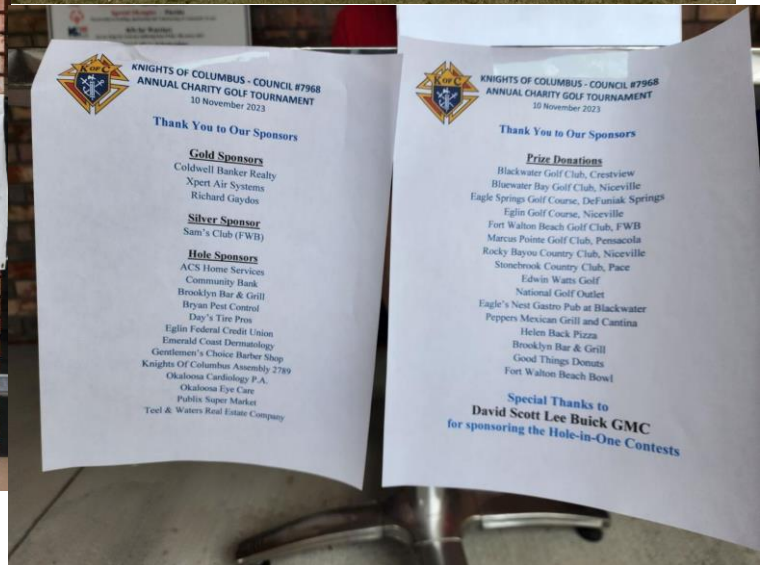 Special Olympics - Florida
K OF C
KNIGHTS OF COLUMBUS - COUNCIL #7968
ANNUAL CHARITY GOLF TOURNAMENT
10 November 2023
Thank You to Our Sponsors
Gold Sponsors
Coldwell Banker Realty
Xpert Air Systems
Richard Gaydos
Silver Sponsor
Sam's Club (FWB)
Hole Sponsors
ACS Home Services
Community Bank
Brooklyn Bar & Grill
Bryan Pest Control
Day's Tire Pros
Eglin Federal Credit Union
Emerald Coast Dermatology
Gentlemen's Choice Barber Shop
Knights Of Columbus Assembly 2789
Okaloosa Cardiology P.A.
Okaloosa Eye Care
Publix Super Market
Teel & Waters Real Estate Company
K OF C
KNIGHTS OF COLUMBUS - COUNCIL #7968
ANNUAL CHARITY GOLF TOURNAMENT
10 November 2023
Thank You to Our Sponsors
Prize Donations
Blackwater Golf Club, Crestview
Bluewater Bay Golf Club, Niceville
Eagle Springs Golf Course, DeFuniak Springs
Eglin Golf Course, Niceville
Fort Walton Beach Golf Club, FWB
Marcus Pointe Golf Club, Pensacola
Rocky Bayou Country Club, Niceville
Stonebrook Country Club, Pace
Edwin Watts Golf
National Golf Outlet
Eagle's Nest Gastro Pub at Blackwater
Peppers Mexican Grill and Cantina
Helen Back Pizza
Brooklyn Bar & Grill
Good Things Donuts
Fort Walton Beach Bowl
Special Thanks to
David Scott Lee Buick GMC
for sponsoring the Hole-in-One Contests